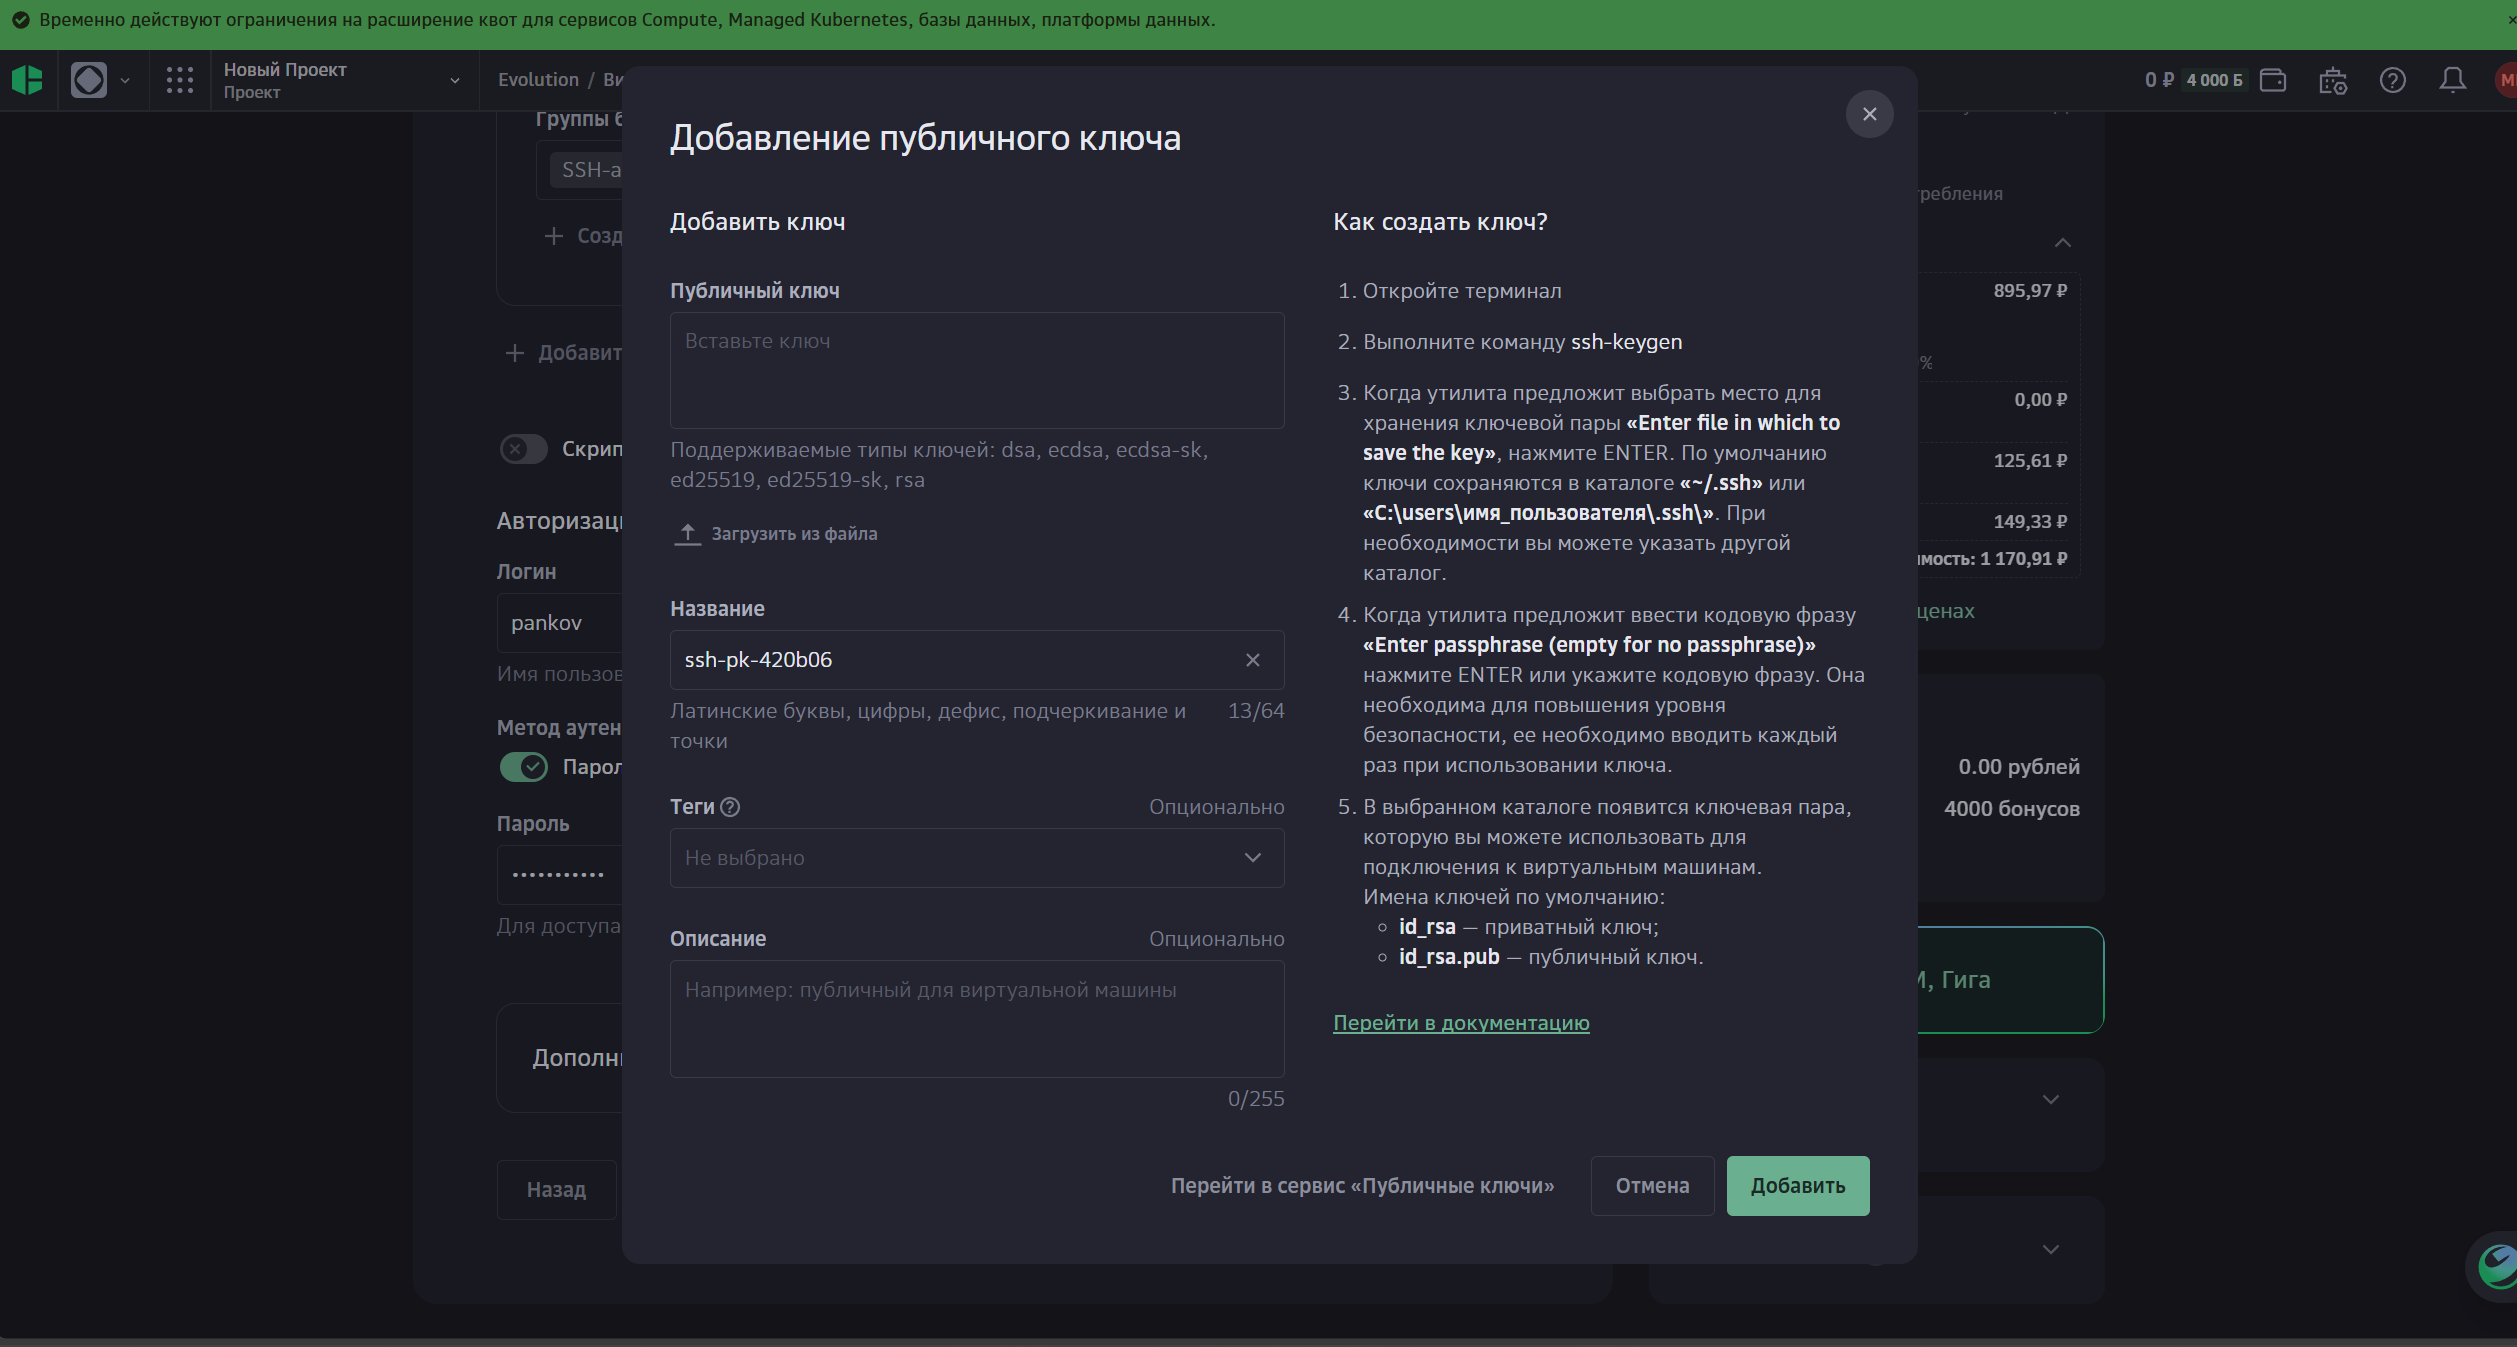 Временно действуют ограничения на расширение квот для сервисов Compute, Managed Kubernetes, базы данных, платформы данных.
Новый Проект
Проект
Evolution /
0 ₽ 4 000 Б
Группы
SSH-a
Добавление публичного ключа
Добавить ключ
Публичный ключ
Вставьте ключ
Поддерживаемые типы ключей: dsa, ecdsa, ecdsa-sk,
ed25519, ed25519-sk, rsa
Загрузить из файла
Название
ssh-pk-420b06
Латинские буквы, цифры, дефис, подчеркивание и
точки
13/64
Теги
Опционально
Не выбрано
Описание
Опционально
Например: публичный для виртуальной машины
0/255
Как создать ключ?
1. Откройте терминал
2. Выполните команду ssh-keygen
3. Когда утилита предложит выбрать место для
хранения ключевой пары «Enter file in which to
save the key», нажмите ENTER. По умолчанию
ключи сохраняются в каталоге «~/.ssh» или
«C:\users\имя_пользователя\.ssh\». При
необходимости вы можете указать другой
каталог.
4. Когда утилита предложит ввести кодовую фразу
«Enter passphrase (empty for no passphrase)»
нажмите ENTER или укажите кодовую фразу. Она
необходима для повышения уровня
безопасности, ее необходимо вводить каждый
раз при использовании ключа.
5. В выбранном каталоге появится ключевая пара,
которую вы можете использовать для
подключения к виртуальным машинам.
Имена ключей по умолчанию:
id_rsa — приватный ключ;
id_rsa.pub — публичный ключ.
Перейти в документацию
Перейти в сервис «Публичные ключи»
Отмена
Добавить
Созд
Добавит
Скрип
Авторизац
Логин
pankov
Имя пользов
Метод аутен
Парол
Пароль
Для доступа
Дополн
Назад
требления
895,97 ₽
%
0,00 ₽
125,61 ₽
149,33 ₽
мость: 1 170,91 ₽
ценах
0.00 рублей
4000 бонусов
, Гига